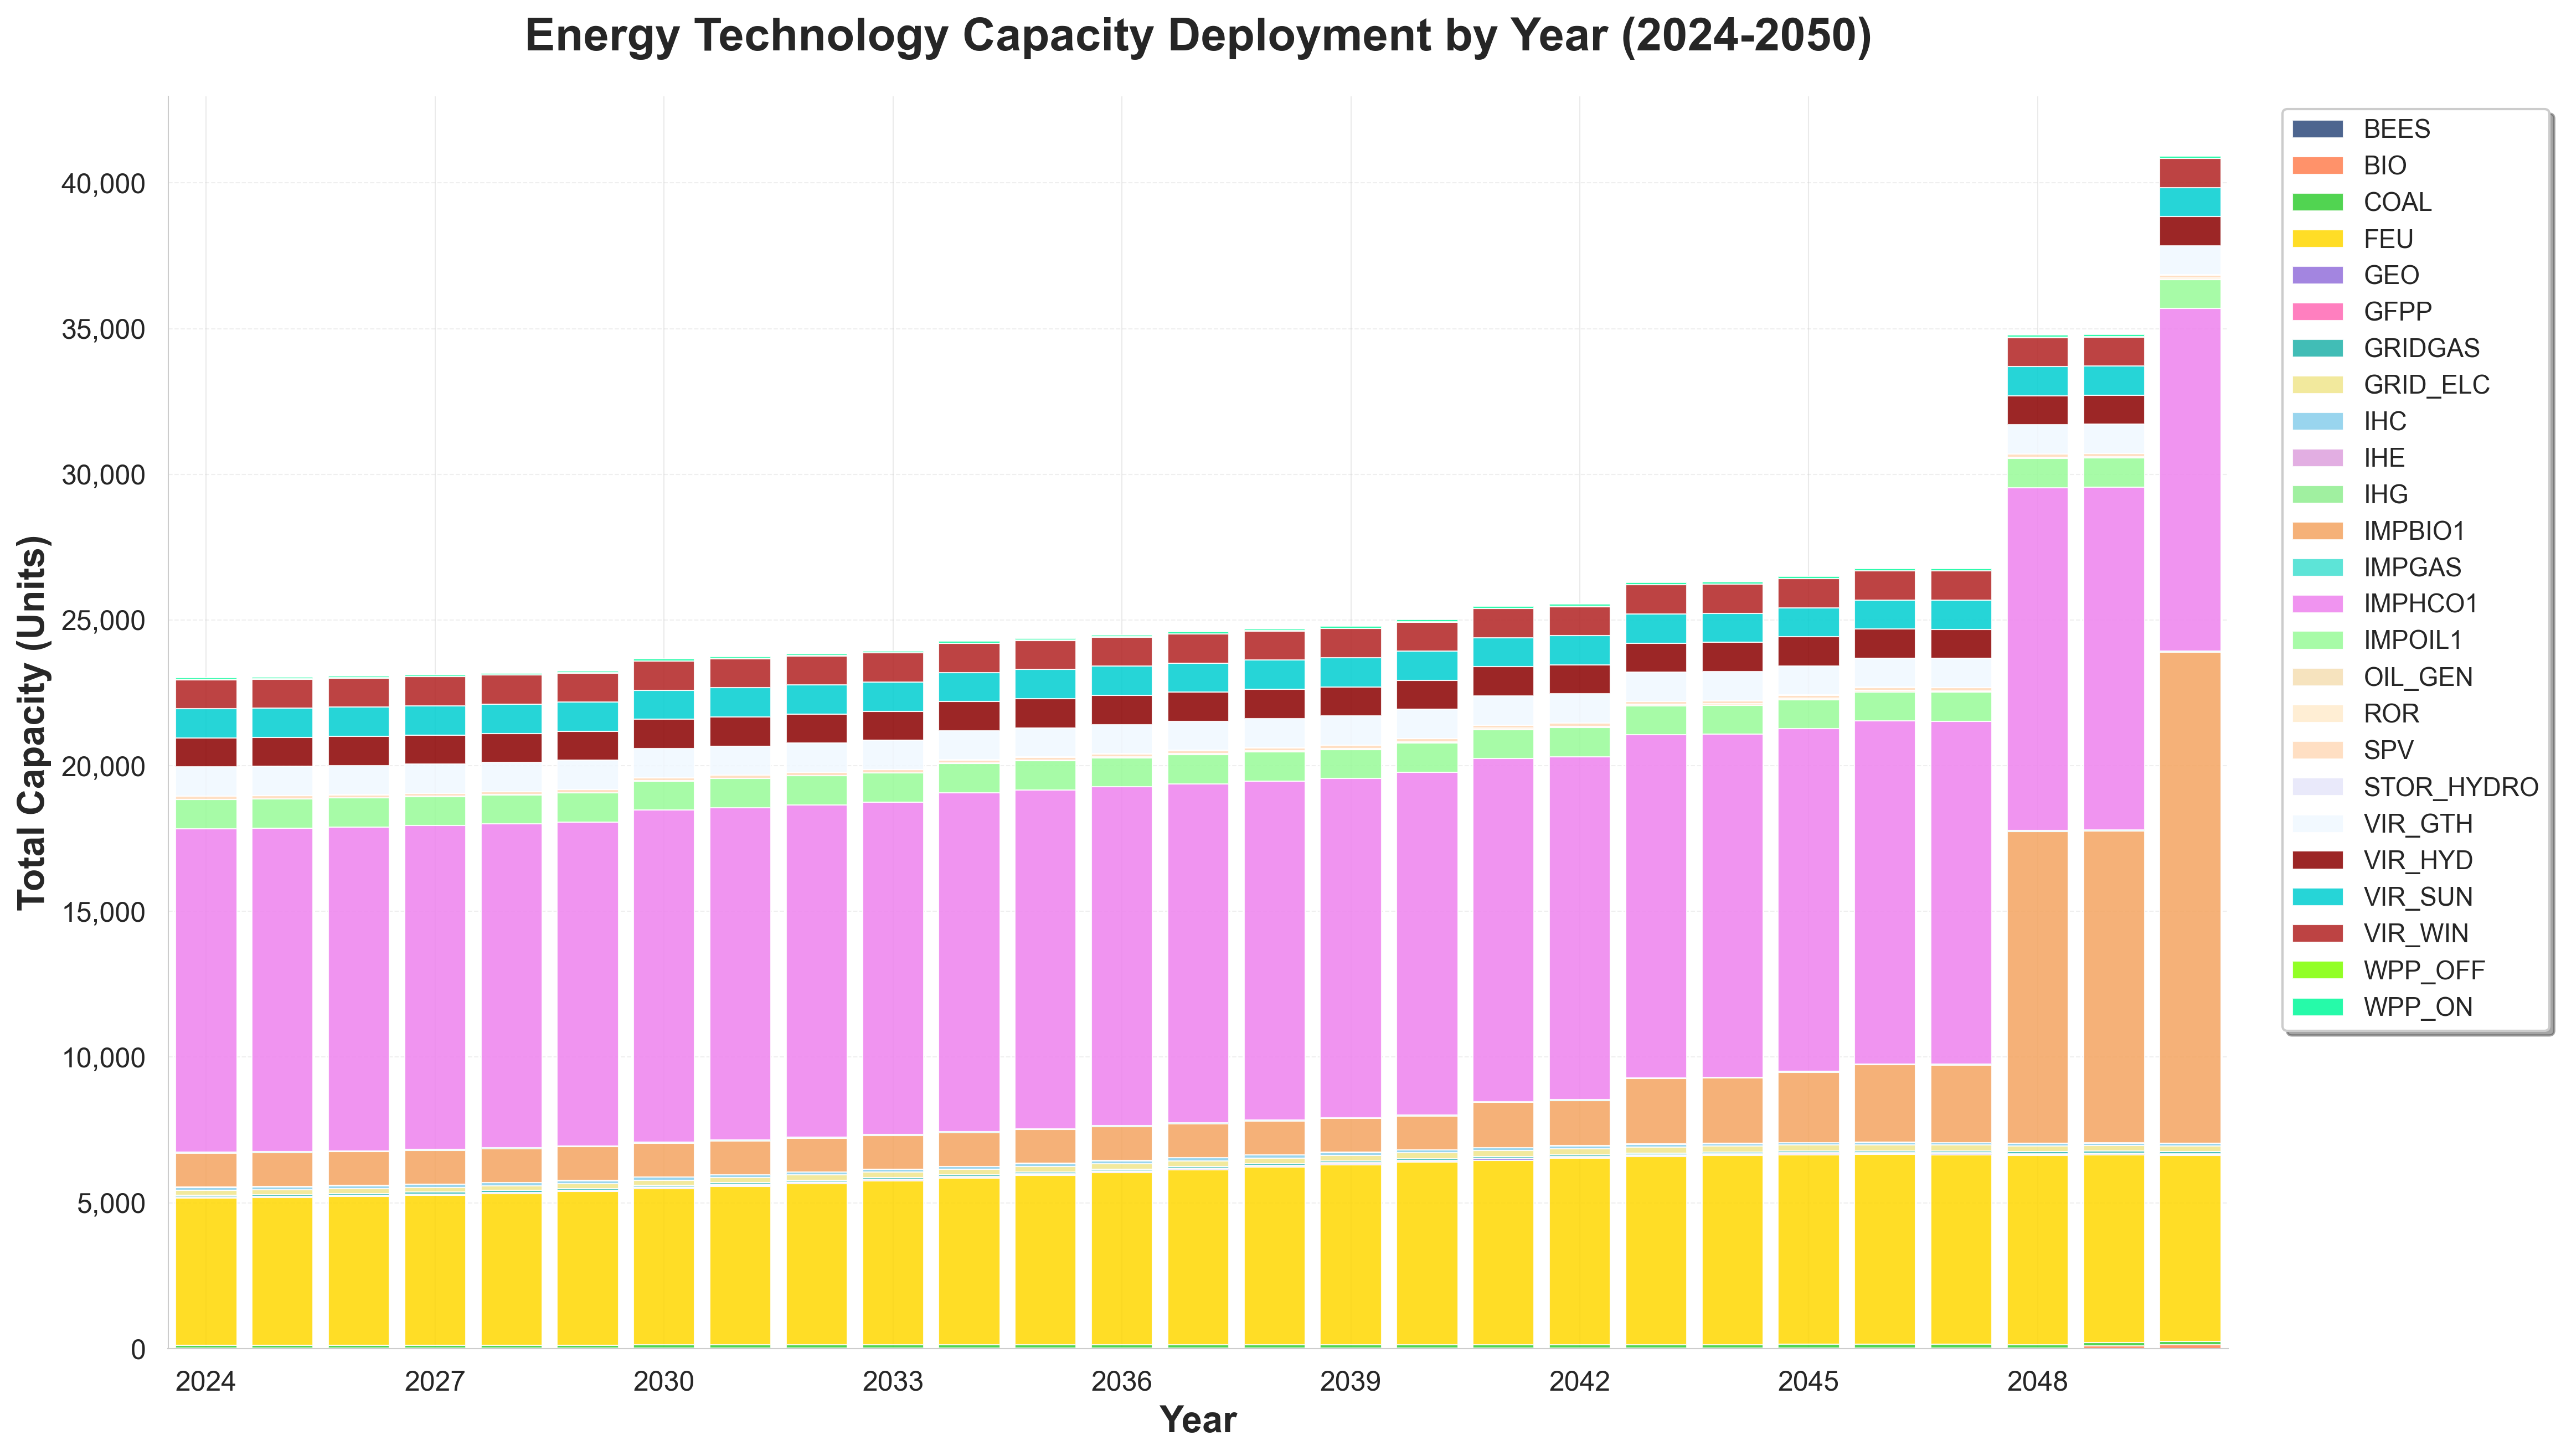 Energy Technology Capacity Deployment by Year (2024-2050)
Total Capacity (Units)
40,000
35,000
30,000
25,000
20,000
15,000
10,000
5,000
0
2024 2027 2030 2033 2036 2039 2042 2045 2048
Year
BEES
BIO
COAL
FEU
GEO
GFPP
GRIDGAS
GRID_ELC
IHC
IHE
IHG
IMPBIO1
IMPGAS
IMPHCO1
IMPOIL1
OIL_GEN
ROR
SPV
STOR_HYDRO
VIR_GTH
VIR_HYD
VIR_SUN
VIR_WIN
WPP_OFF
WPP_ON